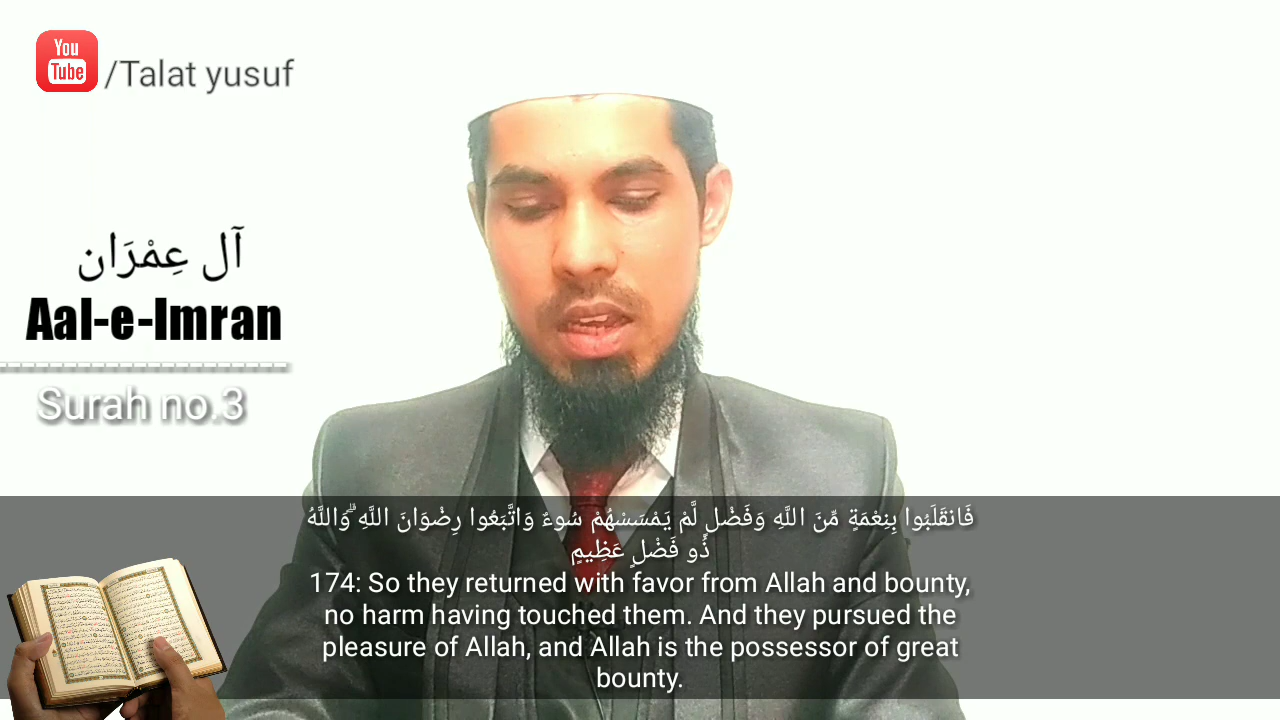 You
Tube
/Talat yusuf
آل عِمْرَان
Aal-e-Imran
Surah no.3
فَانقَلَبُوا بِنِعْمَةٍ مِّنَ اللَّهِ وَفَضْلٍ لَّمْ يَمْسَسْهُمْ سُوءٌ وَاتَّبَعُوا رِضْوَانَ اللَّهِ ۗ وَاللَّهُ
ذُو فَضْلٍ عَظِيمٍ
174: So they returned with favor from Allah and bounty,
no harm having touched them. And they pursued the
pleasure of Allah, and Allah is the possessor of great
bounty.